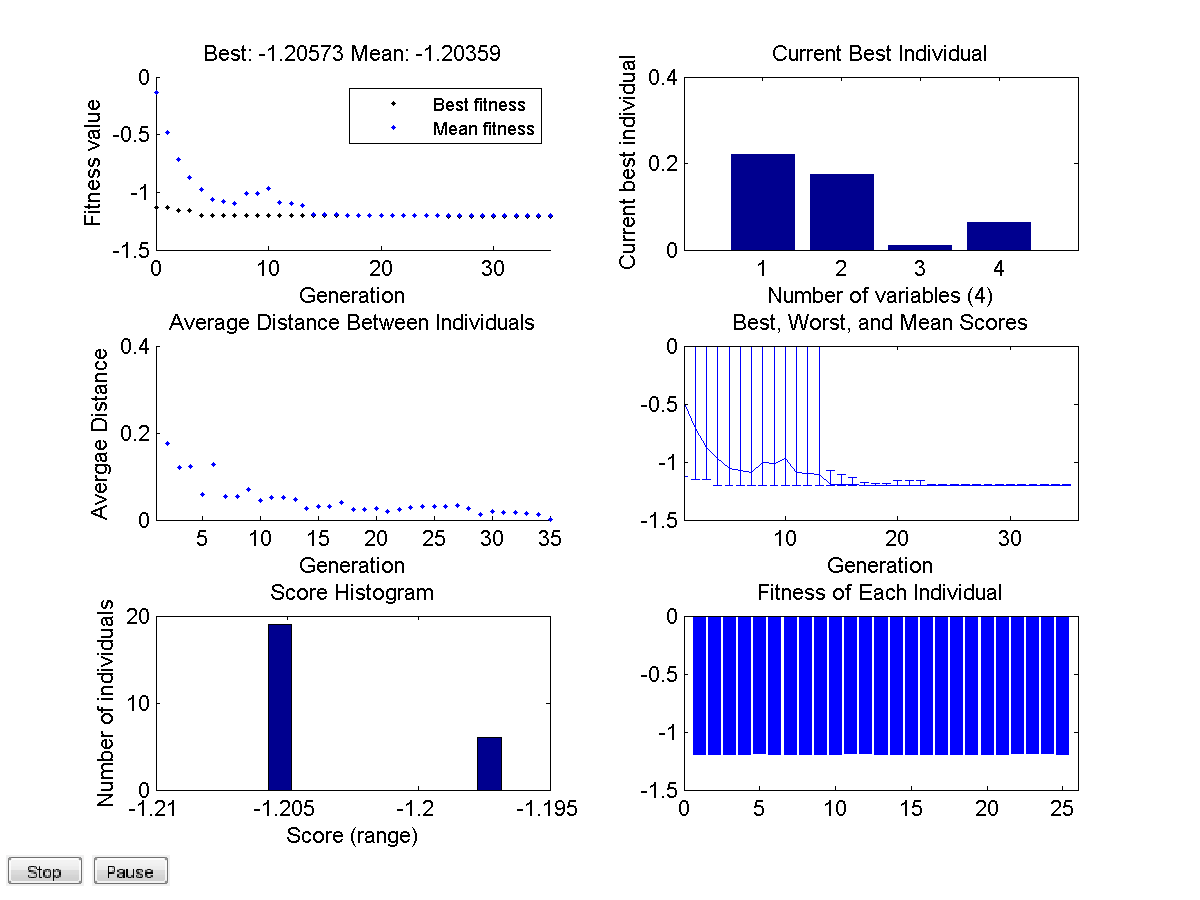 Best: -1.20573 Mean: -1.20359
0
-0.5
-1
-1.5
Fitness value
Best fitness
Mean fitness
0 10 20 30
Generation
Current Best Individual
0.4
0.2
0
Current best individual
1 2 3 4
Number of variables (4)
Average Distance Between Individuals
0.4
0.2
0
Avergae Distance
5 10 15 20 25 30 35
Generation
Best, Worst, and Mean Scores
0
-0.5
-1
-1.5
10 20 30
Generation
Score Histogram
20
10
0
Number of individuals
-1.21 -1.205 -1.2 -1.195
Score (range)
Fitness of Each Individual
0
-0.5
-1
-1.5
0 5 10 15 20 25
Stop Pause